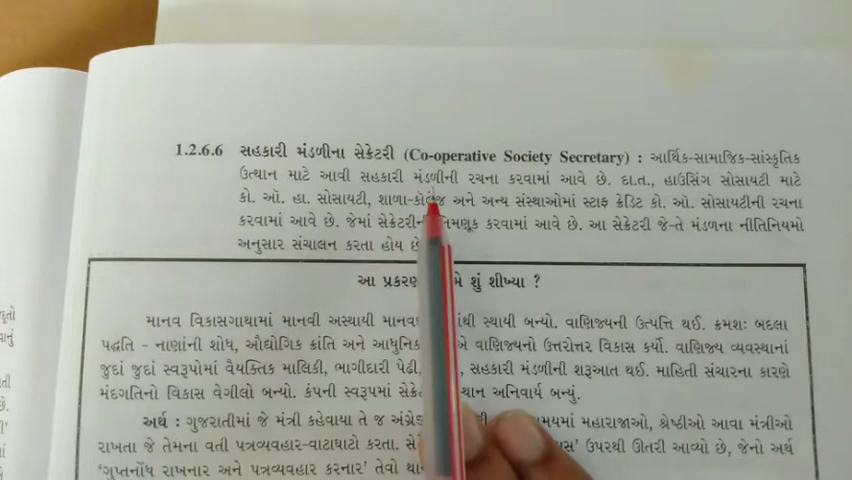 1.2.6.6 સહકારી મંડળીના સેક્રેટરી (Co-operative Society Secretary) : આર્થિક-સામાજિક-સાંસ્કૃતિક
ઉત્થાન માટે આવી સહકારી મંડળીની રચના કરવામાં આવે છે. દા.ત., હાઉસિંગ સોસાયટી માટે
કો. ઑ. હા. સોસાયટી, શાળા-કૉલેજ અને અન્ય સંસ્થાઓમાં સ્ટાફ ક્રેડિટ કો. ઓ. સોસાયટીની રચના
કરવામાં આવે છે. જેમાં સેક્રેટરીની નિમણૂક કરવામાં આવે છે. આ સેક્રેટરી જે-તે મંડળના નીતિનિયમો
અનુસાર સંચાલન કરતા હોય છે
આ પ્રકરણ શું શીખ્યા ?
માનવ વિકાસગાથામાં માનવી અસ્થાયી સ્થાયી બન્યો. વાણિજ્યની ઉત્પત્તિ થઈ. ક્રમશઃ બદલા
પદ્ધતિ - નાણાંની શોધ, ઔદ્યોગિક ક્રાંતિ અને વાણિજ્યનો ઉત્તરોત્તર વિકાસ કર્યો. વાણિજ્ય વ્યવસ્થાનાં
જુદાં જુદાં સ્વરૂપોમાં વૈયક્તિક માલિકી, ભાગીદારી પેઢી, સહકારી મંડળીની શરૂઆત થઈ. માહિતી સંચારના કારણે
મંદગતિનો વિકાસ વેગીલો બન્યો. કંપની સ્વરૂપમાં અનિવાર્ય બન્યું.
અર્થ : ગુજરાતીમાં જે મંત્રી કહેવાયા તે જ મહારાજાઓ, શ્રેષ્ઠીઓ આવા મંત્રીઓ
રાખતા જે તેમના વતી પત્રવ્યવહાર-વાટાઘાટો કરતા. ઉપરથી ઊતરી આવ્યો છે, જેનો અર્થ
'ગુપ્તનોંધ રાખનાર અને પત્રવ્યવહાર કરનાર' તેવો